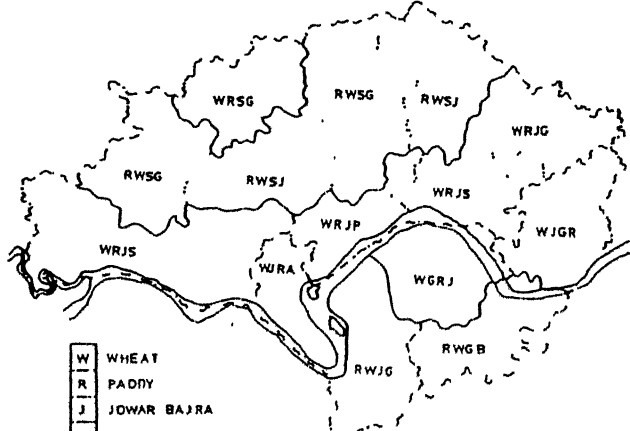 WRSG
RWSG
RWSJ
WRJG
RWSG
RWSJ
WRJS
WRJP
WJGR
WRJS
WJRA
WGRJ
RWGB
RWJG
W WHEAT
R PADDY
J JOWAR BAJRA